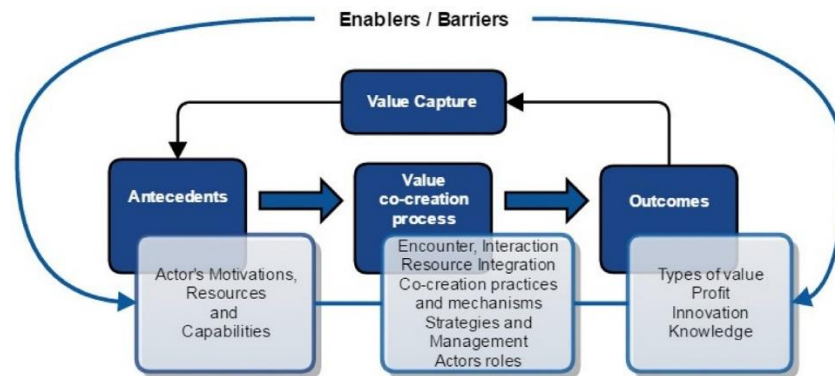 Enablers / Barriers
Value Capture
Antecedents
Value
co-creation
process
Outcomes
Actor's Motivations,
Resources
and
Capabilities
Encounter, Interaction
Resource Integration
Co-creation practices
and mechanisms
Strategies and
Management
Actors roles
Types of value
Profit
Innovation
Knowledge